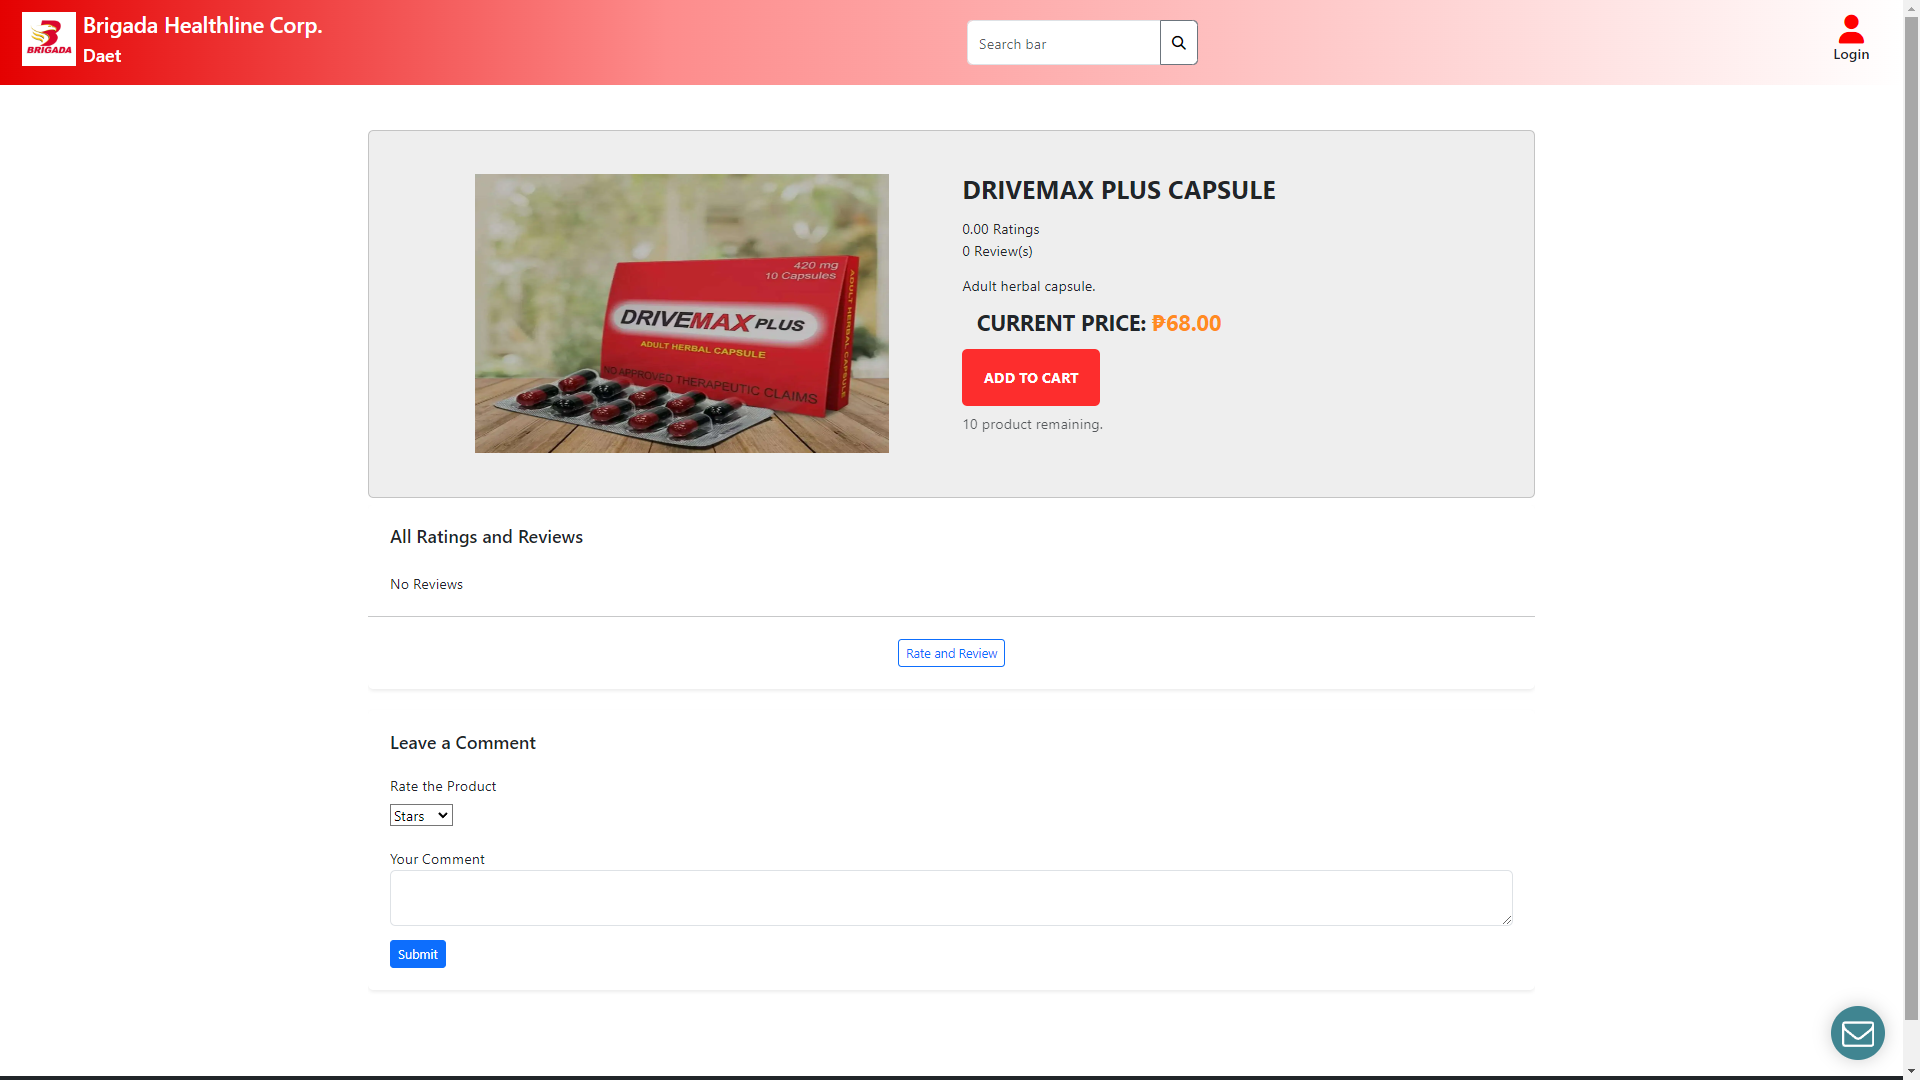 Brigada Healthline Corp.
Daet
BRIGADA
Search bar
Login
DRIVEMAX PLUS CAPSULE
0.00 Ratings
0 Review(s)
Adult herbal capsule.
CURRENT PRICE: ₱68.00
ADD TO CART
10 product remaining.
420 mg
10 Capsules
DRIVEMAX PLUS
ADULT HERBAL CAPSULE
NO APPROVED THERAPEUTIC CLAIMS
ADULT HERBAL CAPSULE
All Ratings and Reviews
No Reviews
Rate and Review
Leave a Comment
Rate the Product
Stars
Your Comment
Submit